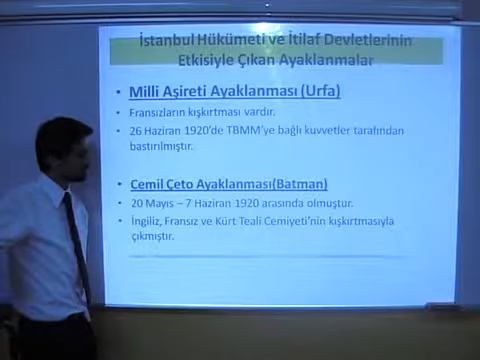 İstanbul Hükümeti ve İtilaf Devletlerinin
Etkisiyle Çıkan Ayaklanmalar
• Milli Aşireti Ayaklanması (Urfa)
• Fransızların kışkırtması vardır.
• 26 Haziran 1920'de TBMM'ye bağlı kuvvetler tarafından
bastırılmıştır.
• Cemil Çeto Ayaklanması(Batman)
• 20 Mayıs – 7 Haziran 1920 arasında olmuştur.
• İngiliz, Fransız ve Kürt Teali Cemiyeti'nin kışkırtmasıyla
çıkmıştır.